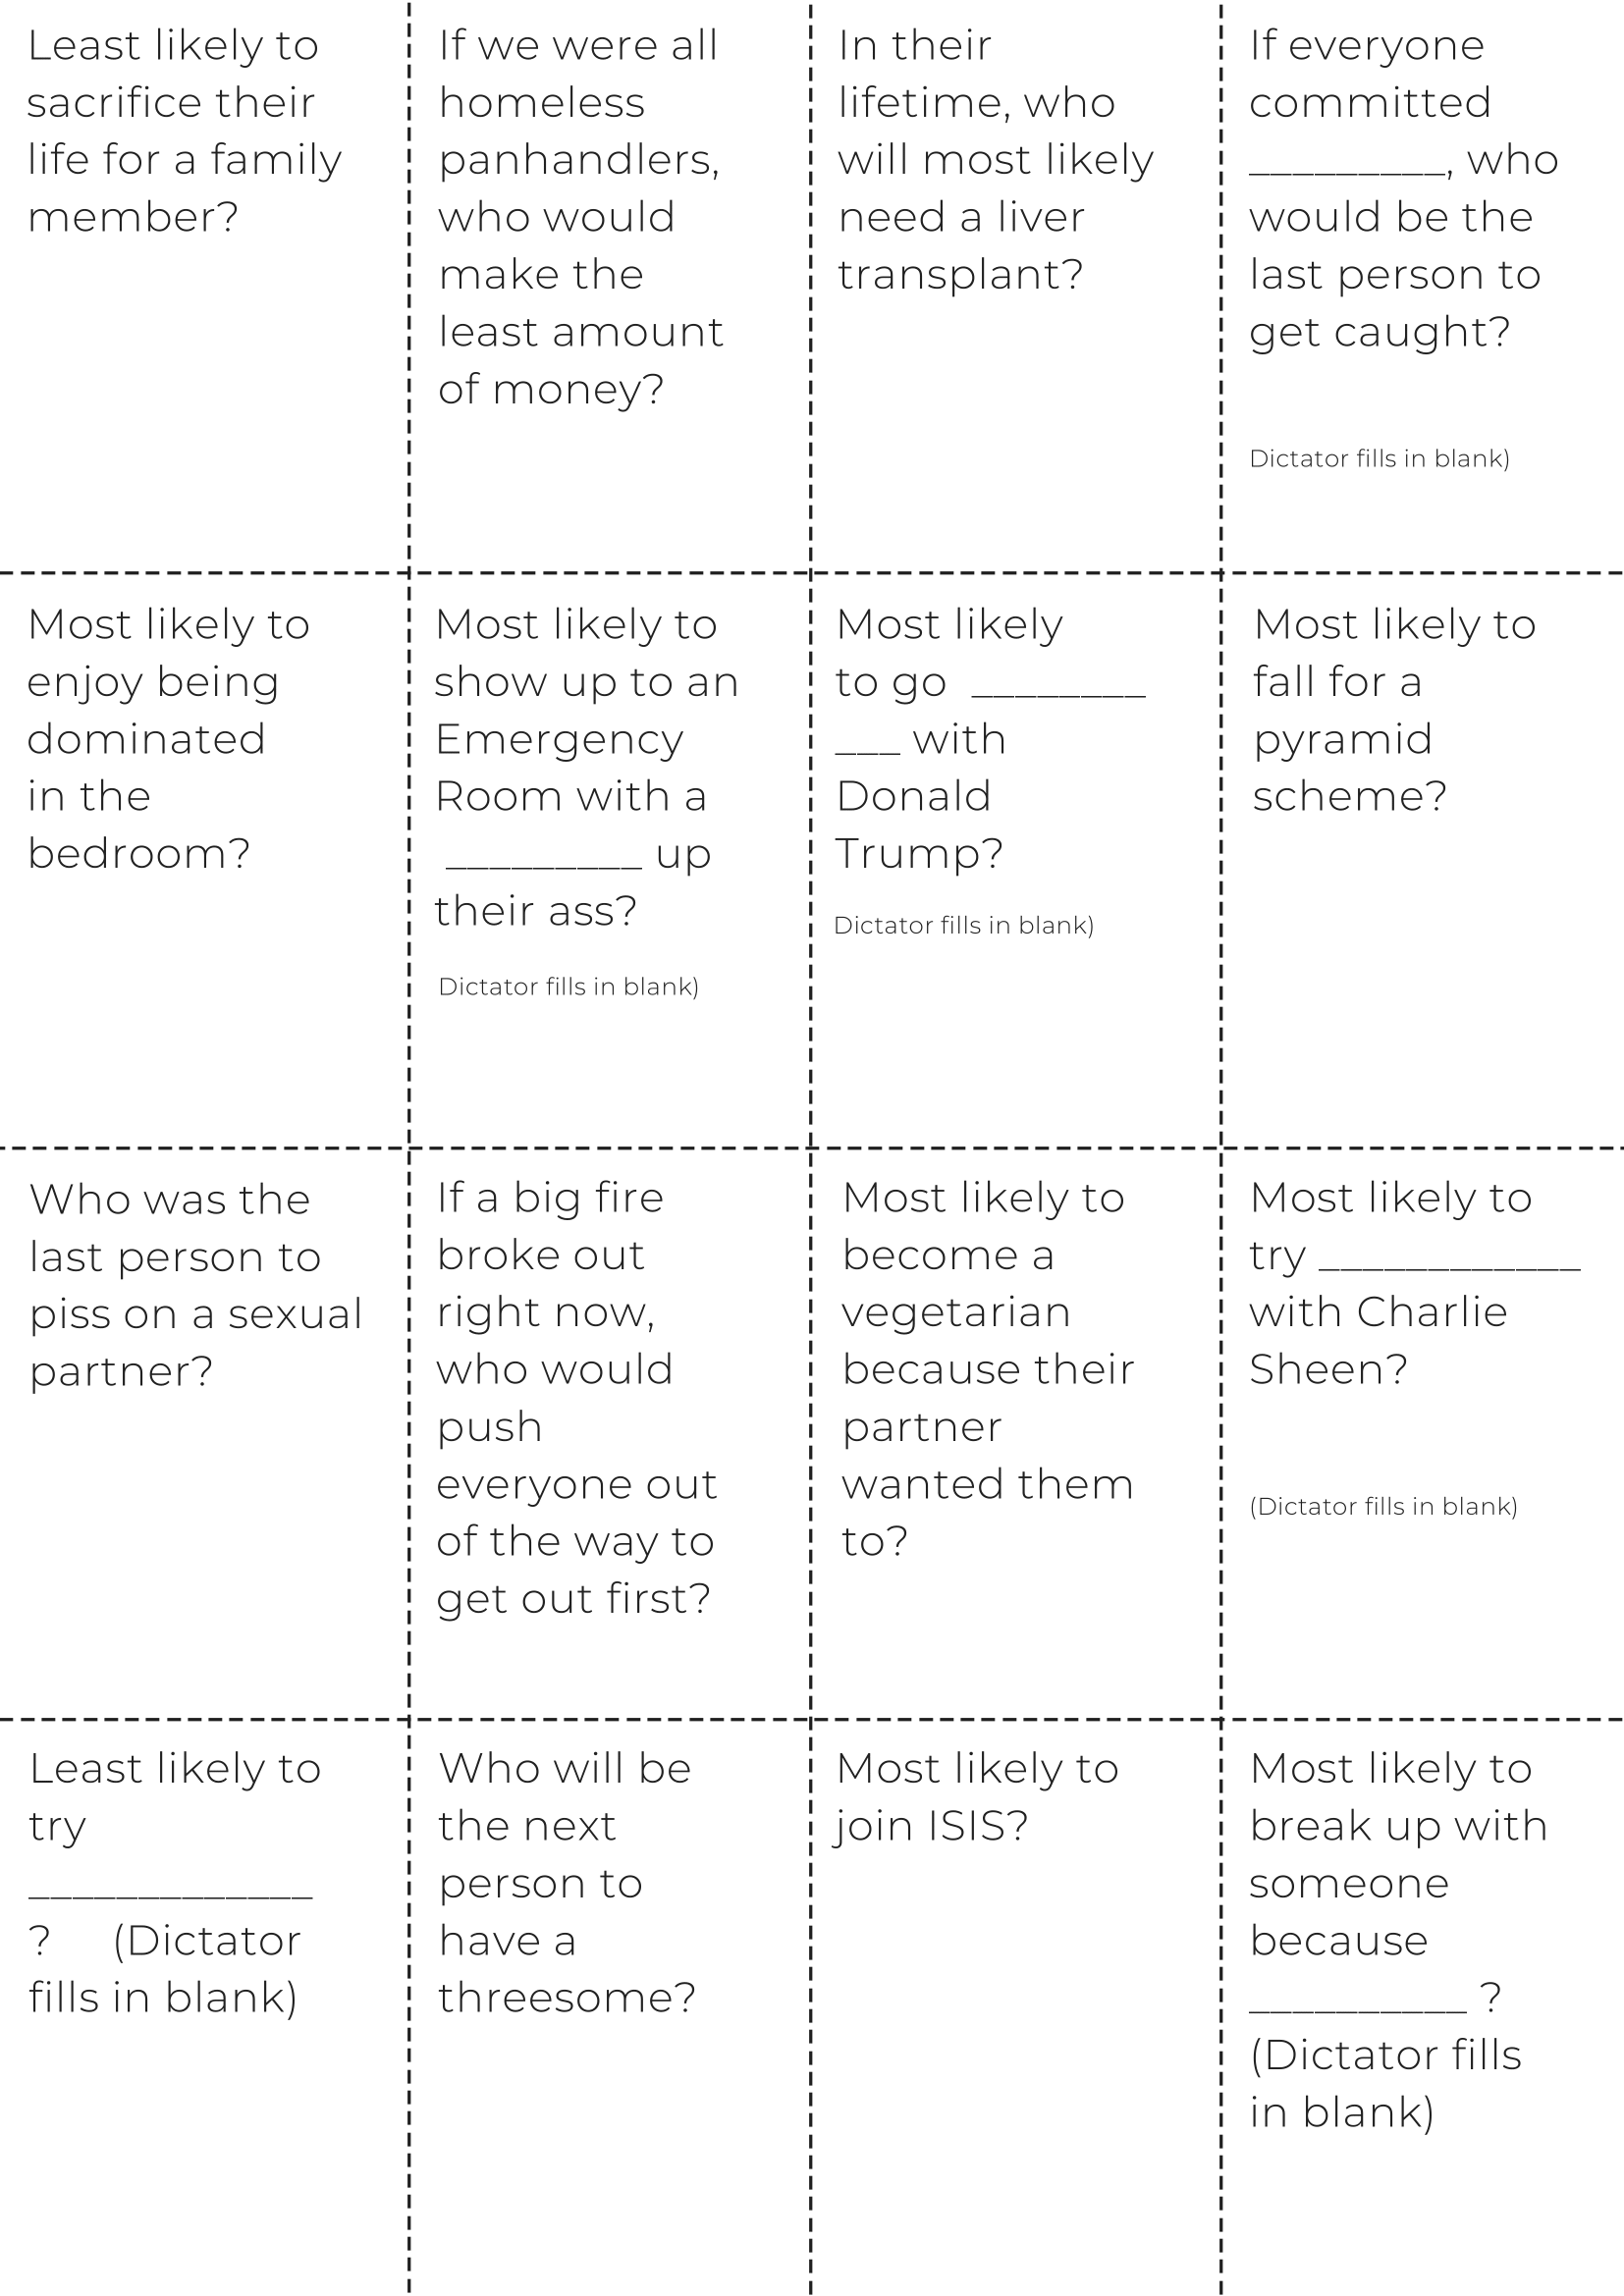 Least likely to
sacrifice their
life for a family
member?
If we were all
homeless
panhandlers,
who would
make the
least amount
of money?
In their
lifetime, who
will most likely
need a liver
transplant?
If everyone
committed
_________, who
would be the
last person to
get caught?
Dictator fills in blank)
Most likely to
enjoy being
dominated
in the
bedroom?
Most likely to
show up to an
Emergency
Room with a
_________ up
their ass?
Dictator fills in blank)
Most likely
to go ________
___ with
Donald
Trump?
Dictator fills in blank)
Most likely to
fall for a
pyramid
scheme?
Who was the
last person to
piss on a sexual
partner?
If a big fire
broke out
right now,
who would
push
everyone out
of the way to
get out first?
Most likely to
become a
vegetarian
because their
partner
wanted them
to?
Most likely to
try ____________
with Charlie
Sheen?
(Dictator fills in blank)
Least likely to
try
_____________
? (Dictator
fills in blank)
Who will be
the next
person to
have a
threesome?
Most likely to
join ISIS?
Most likely to
break up with
someone
because
__________ ?
(Dictator fills
in blank)